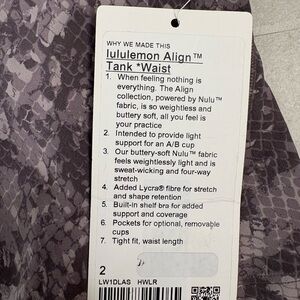 WHY WE MADE THIS
lululemon Align™
Tank *Waist
1. When feeling nothing is
everything. The Align
collection, powered by Nulu™
fabric, is so weightless and
buttery soft, all you feel is
your practice
2. Intended to provide light
support for an A/B cup
3. Our buttery-soft Nulu™ fabric
feels weightlessly light and is
sweat-wicking and four-way
stretch
4. Added Lycra® fibre for stretch
and shape retention
5. Built-in shelf bra for added
support and coverage
6. Pockets for optional, removable
cups
7. Tight fit, waist length
2
LW1DLAS HWLR